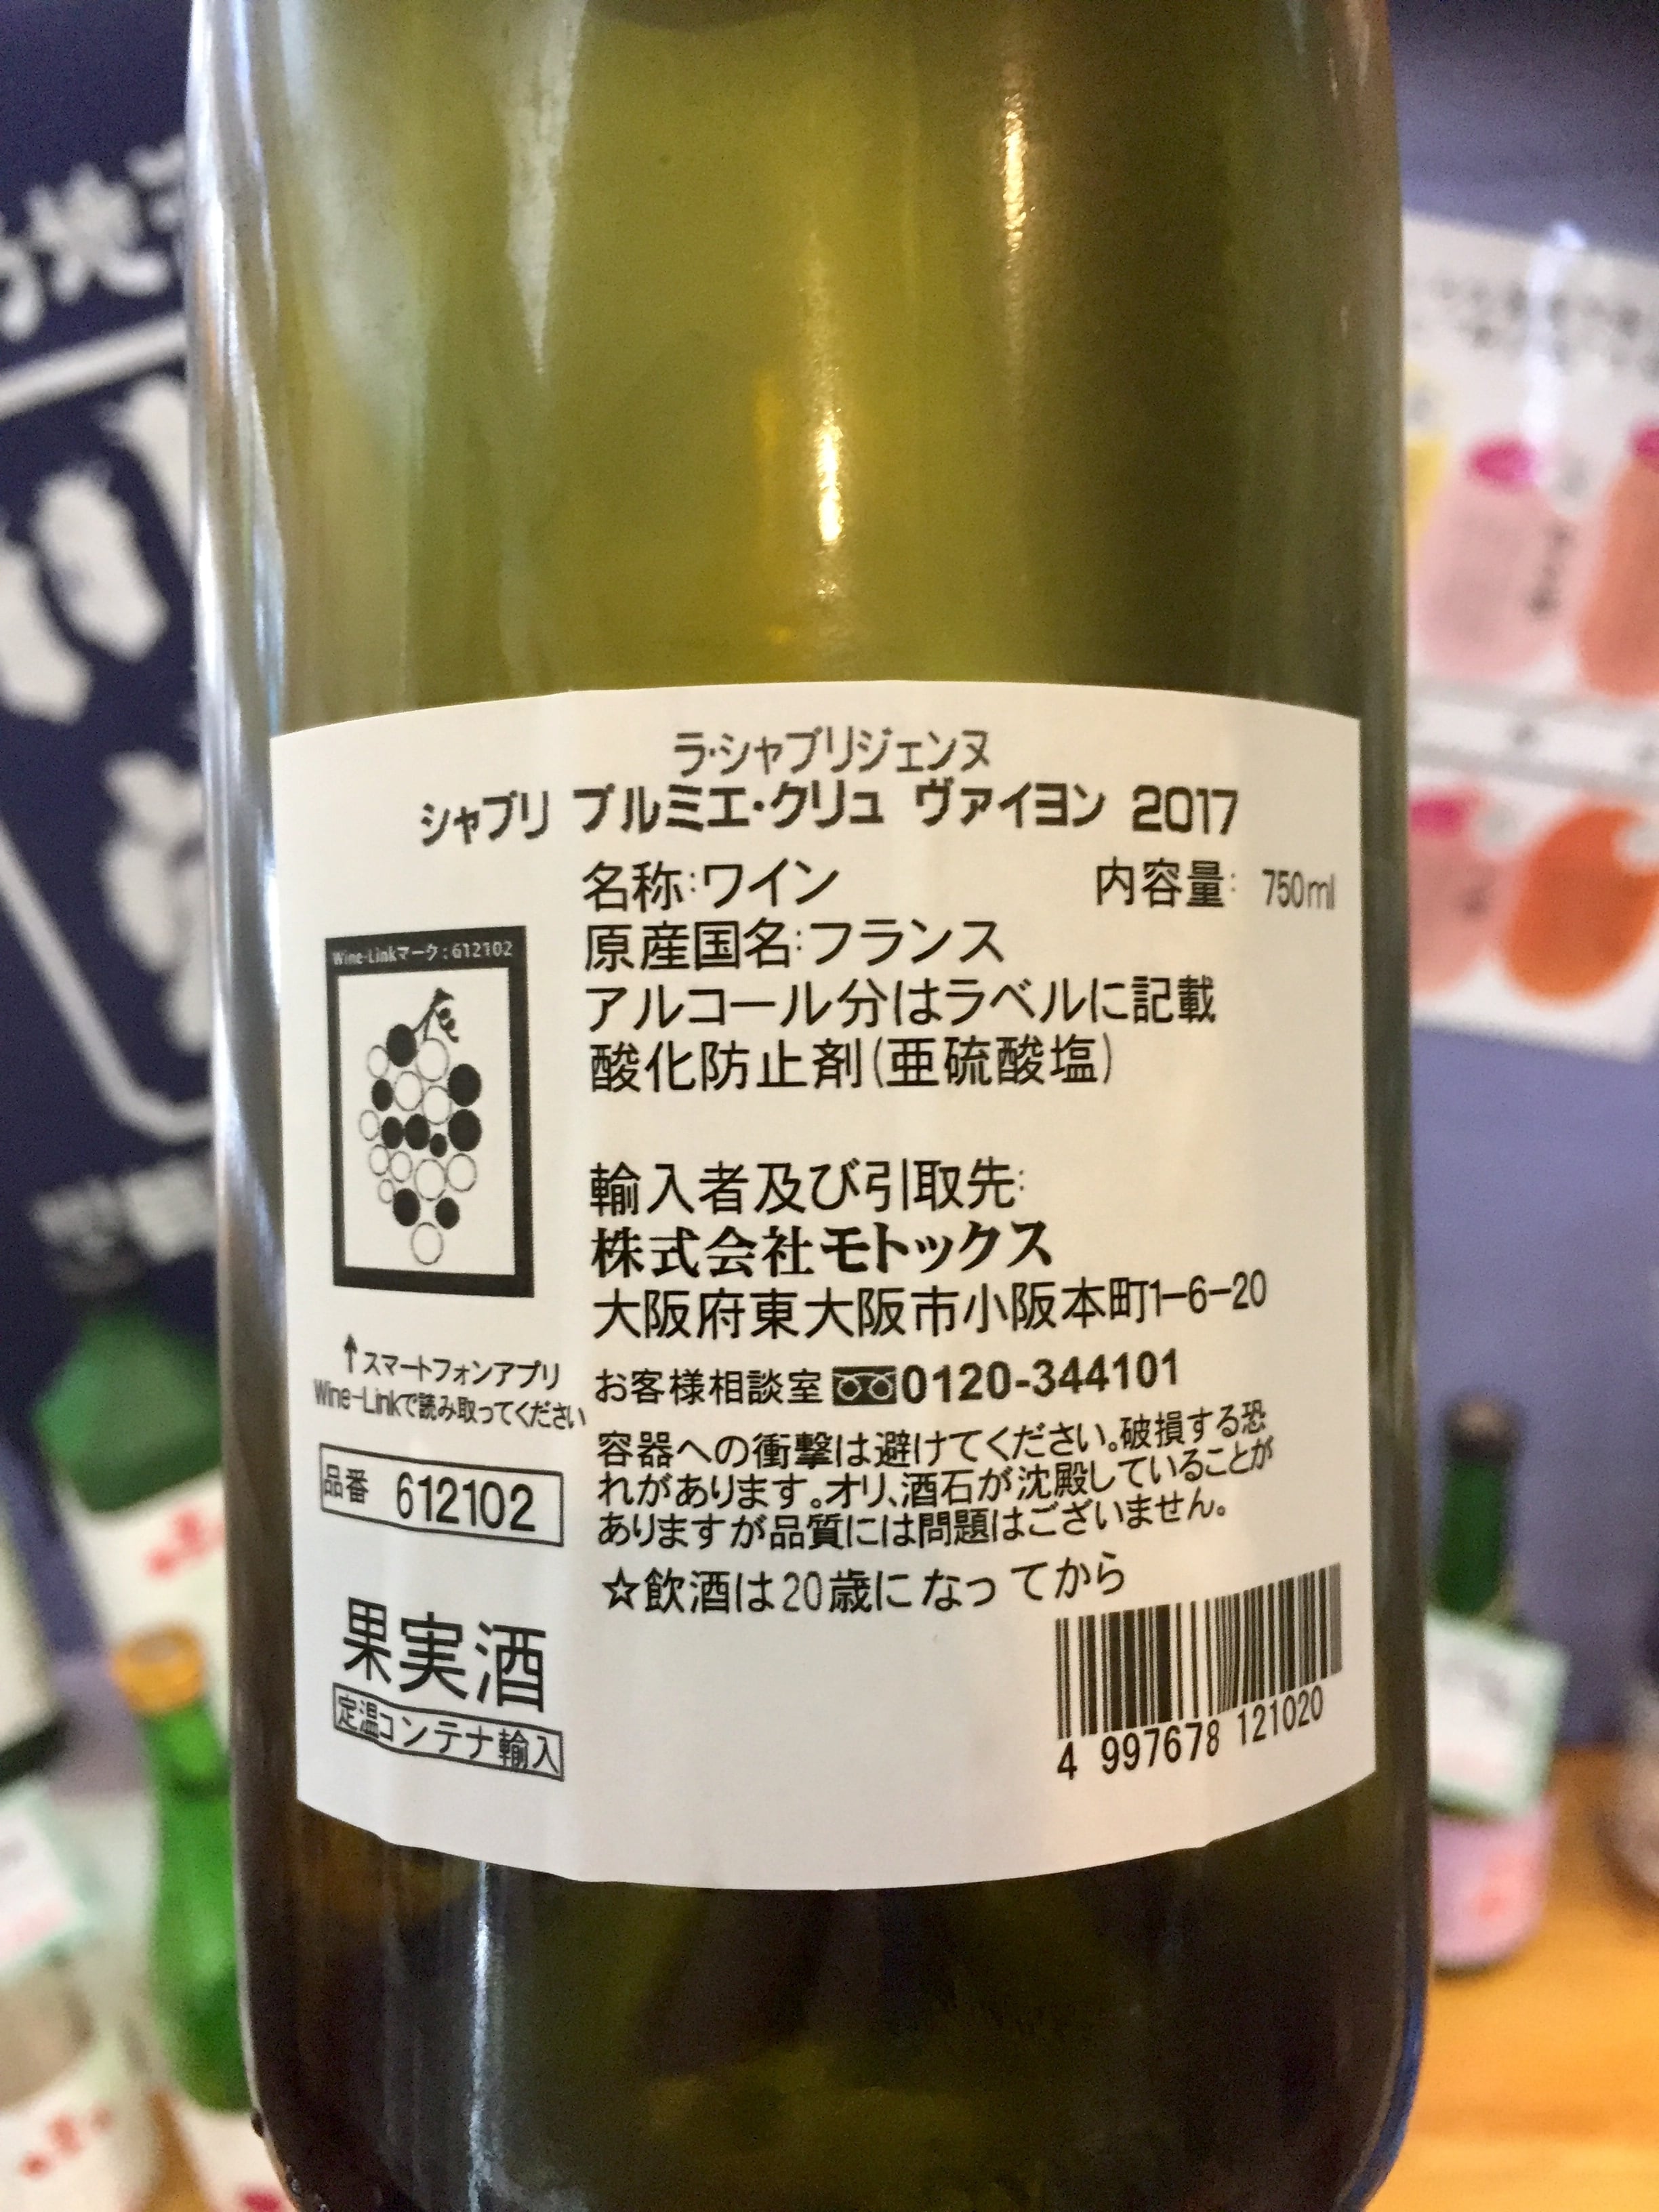 ラ・シャブリジェンヌ
シャブリ プルミエ・クリュ ヴァイヨン 2017
名称:ワイン 内容量: 750ml
原産国名:フランス
アルコール分はラベルに記載
酸化防止剤(亜硫酸塩)
Wine-Linkマーク:612102
輸入者及び引取先:
株式会社モトックス
大阪府東大阪市小阪本町1-6-20
お客様相談室 0120-344101
↑スマートフォンアプリ
Wine-Linkで読み取ってください
容器への衝撃は避けてください。破損する恐
れがあります。オリ、酒石が沈殿していることが
ありますが品質には問題はございません。
品番 612102
☆飲酒は20歳になってから
果実酒
定温コンテナ輸入
4 997678 121020